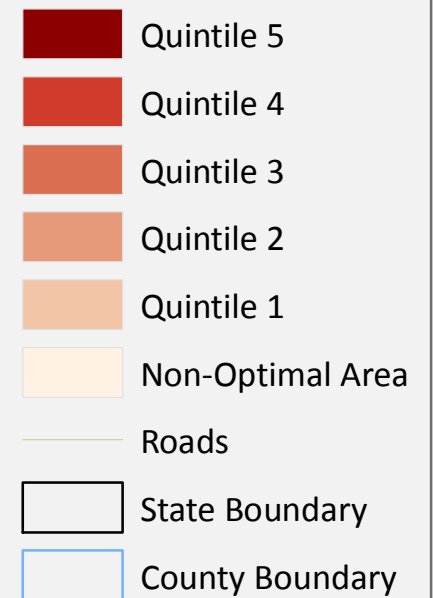 Quintile 5
Quintile 4
Quintile 3
Quintile 2
Quintile 1
Non-Optimal Area
Roads
State Boundary
County Boundary